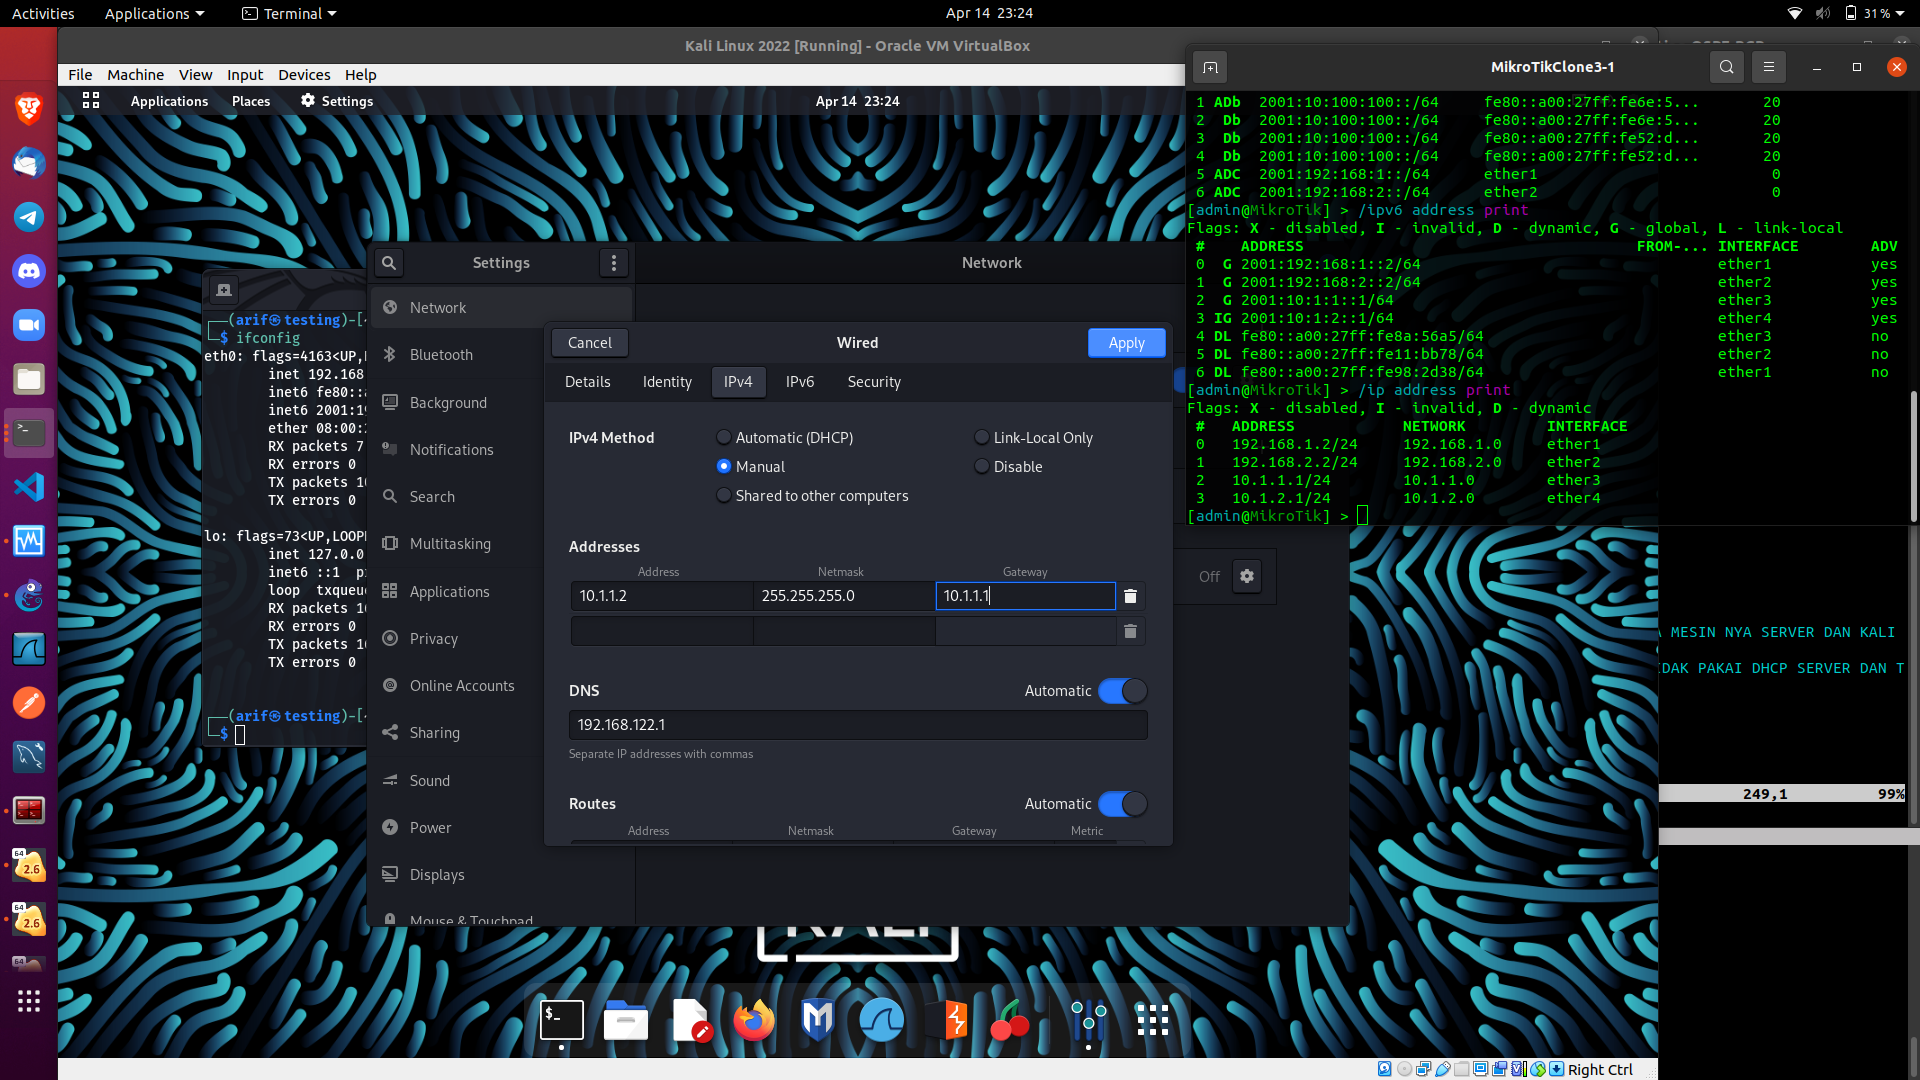 Activities
Applications
Terminal
Apr 14 23:24
31 %
Kali Linux 2022 [Running] - Oracle VM VirtualBox
File Machine View Input Devices Help
Applications Places Settings
Apr 14 23:24
(arif㉿testing)-[
$ ifconfig
eth0: flags=4163<UP,
inet 192.168
inet6 fe80::
inet6 2001:1
ether 08:00:
RX packets 7
RX errors 0
TX packets 1
TX errors 0
lo: flags=73<UP,LOOP
inet 127.0.0
inet6 ::1
loop txqueue
RX packets 1
RX errors 0
TX packets 1
TX errors 0
(arif㉿testing)-[
$
Settings
Network
Network
Bluetooth
Background
Notifications
Search
Multitasking
Applications
Privacy
Online Accounts
Sharing
Sound
Power
Displays
Mouse & Touchpad
Off
Cancel
Wired
Apply
Details Identity IPv4 IPv6 Security
IPv4 Method
Automatic (DHCP)
Link-Local Only
Manual
Disable
Shared to other computers
Addresses
Address Netmask Gateway
10.1.1.2 255.255.255.0 10.1.1.1
DNS
Automatic
192.168.122.1
Separate IP addresses with commas
Routes
Automatic
Address Netmask Gateway Metric
MikroTikClone3-1
1 ADb 2001:10:100:100::/64 fe80::a00:27ff:fe6e:5... 20
2 Db 2001:10:100:100::/64 fe80::a00:27ff:fe6e:5... 20
3 Db 2001:10:100:100::/64 fe80::a00:27ff:fe52:d... 20
4 Db 2001:10:100:100::/64 fe80::a00:27ff:fe52:d... 20
5 ADC 2001:192:168:1::/64 ether1 0
6 ADC 2001:192:168:2::/64 ether2 0
[admin@MikroTik] > /ipv6 address print
Flags: X - disabled, I - invalid, D - dynamic, G - global, L - link-local
# ADDRESS FROM-... INTERFACE ADV
0 G 2001:192:168:1::2/64 ether1 yes
1 G 2001:192:168:2::2/64 ether2 yes
2 G 2001:10:1:1::1/64 ether3 yes
3 IG 2001:10:1:2::1/64 ether4 yes
4 DL fe80::a00:27ff:fe8a:56a5/64 ether3 no
5 DL fe80::a00:27ff:fe11:bb78/64 ether2 no
6 DL fe80::a00:27ff:fe98:2d38/64 ether1 no
[admin@MikroTik] > /ip address print
Flags: X - disabled, I - invalid, D - dynamic
# ADDRESS NETWORK INTERFACE
0 192.168.1.2/24 192.168.1.0 ether1
1 192.168.2.2/24 192.168.2.0 ether2
2 10.1.1.1/24 10.1.1.0 ether3
3 10.1.2.1/24 10.1.2.0 ether4
[admin@MikroTik] >
MESIN NYA SERVER DAN KALI
DAK PAKAI DHCP SERVER DAN T
249,1 99%
KALI
64
2.6
64
2.6
64
$_
M
Right Ctrl